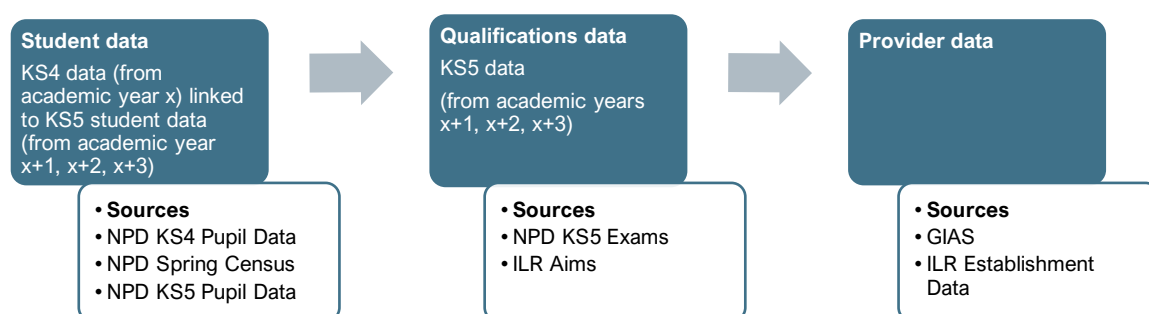 Student data
KS4 data (from
academic year x) linked
to KS5 student data
(from academic year
x+1, x+2, x+3)
• Sources
• NPD KS4 Pupil Data
• NPD Spring Census
• NPD KS5 Pupil Data
Qualifications data
KS5 data
(from academic years
x+1, x+2, x+3)
• Sources
• NPD KS5 Exams
• ILR Aims
Provider data
• Sources
• GIAS
• ILR Establishment
Data